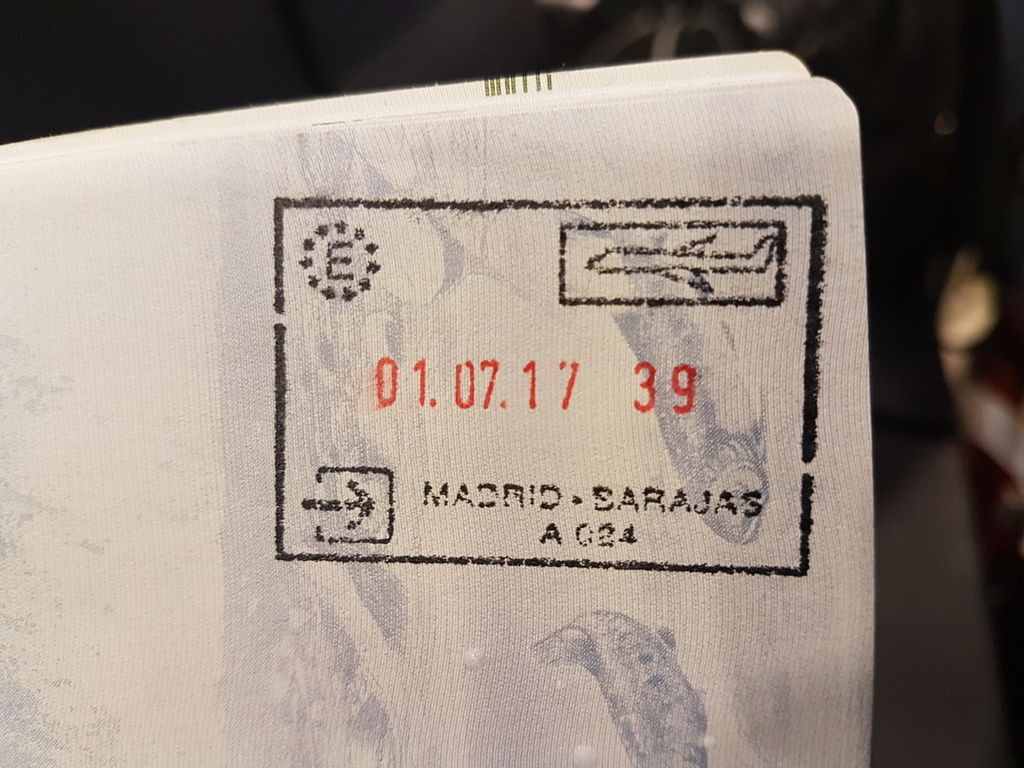 E
01.07.17 39
MADRID - BARAJAS
A 024